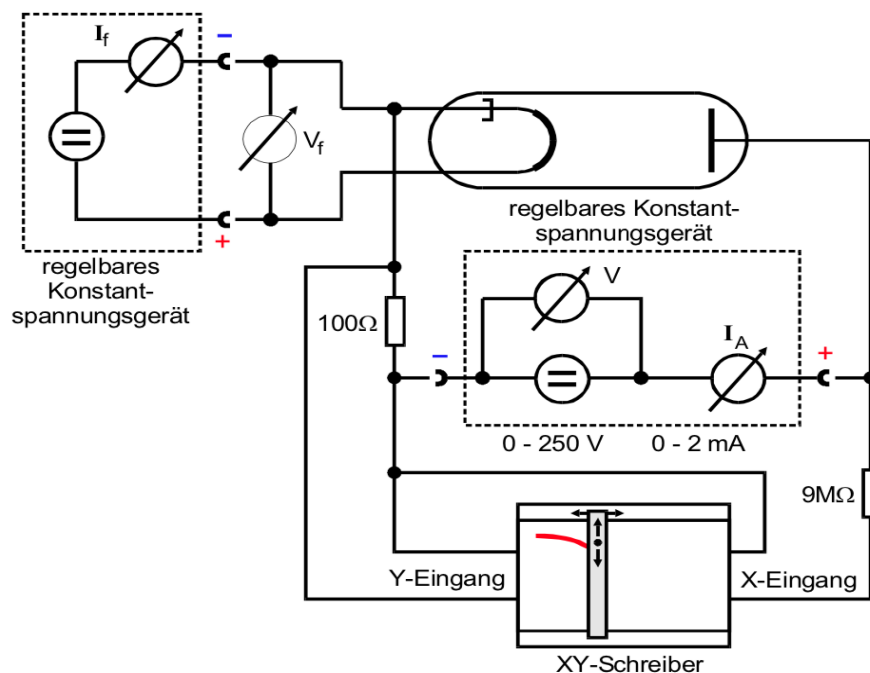 I_f
−
V_f
+
regelbares
Konstant-
spannungsgerät
regelbares Konstant-
spannungsgerät
V
100Ω
I_A
−
+
0 - 250 V
0 - 2 mA
9MΩ
Y-Eingang
X-Eingang
XY-Schreiber